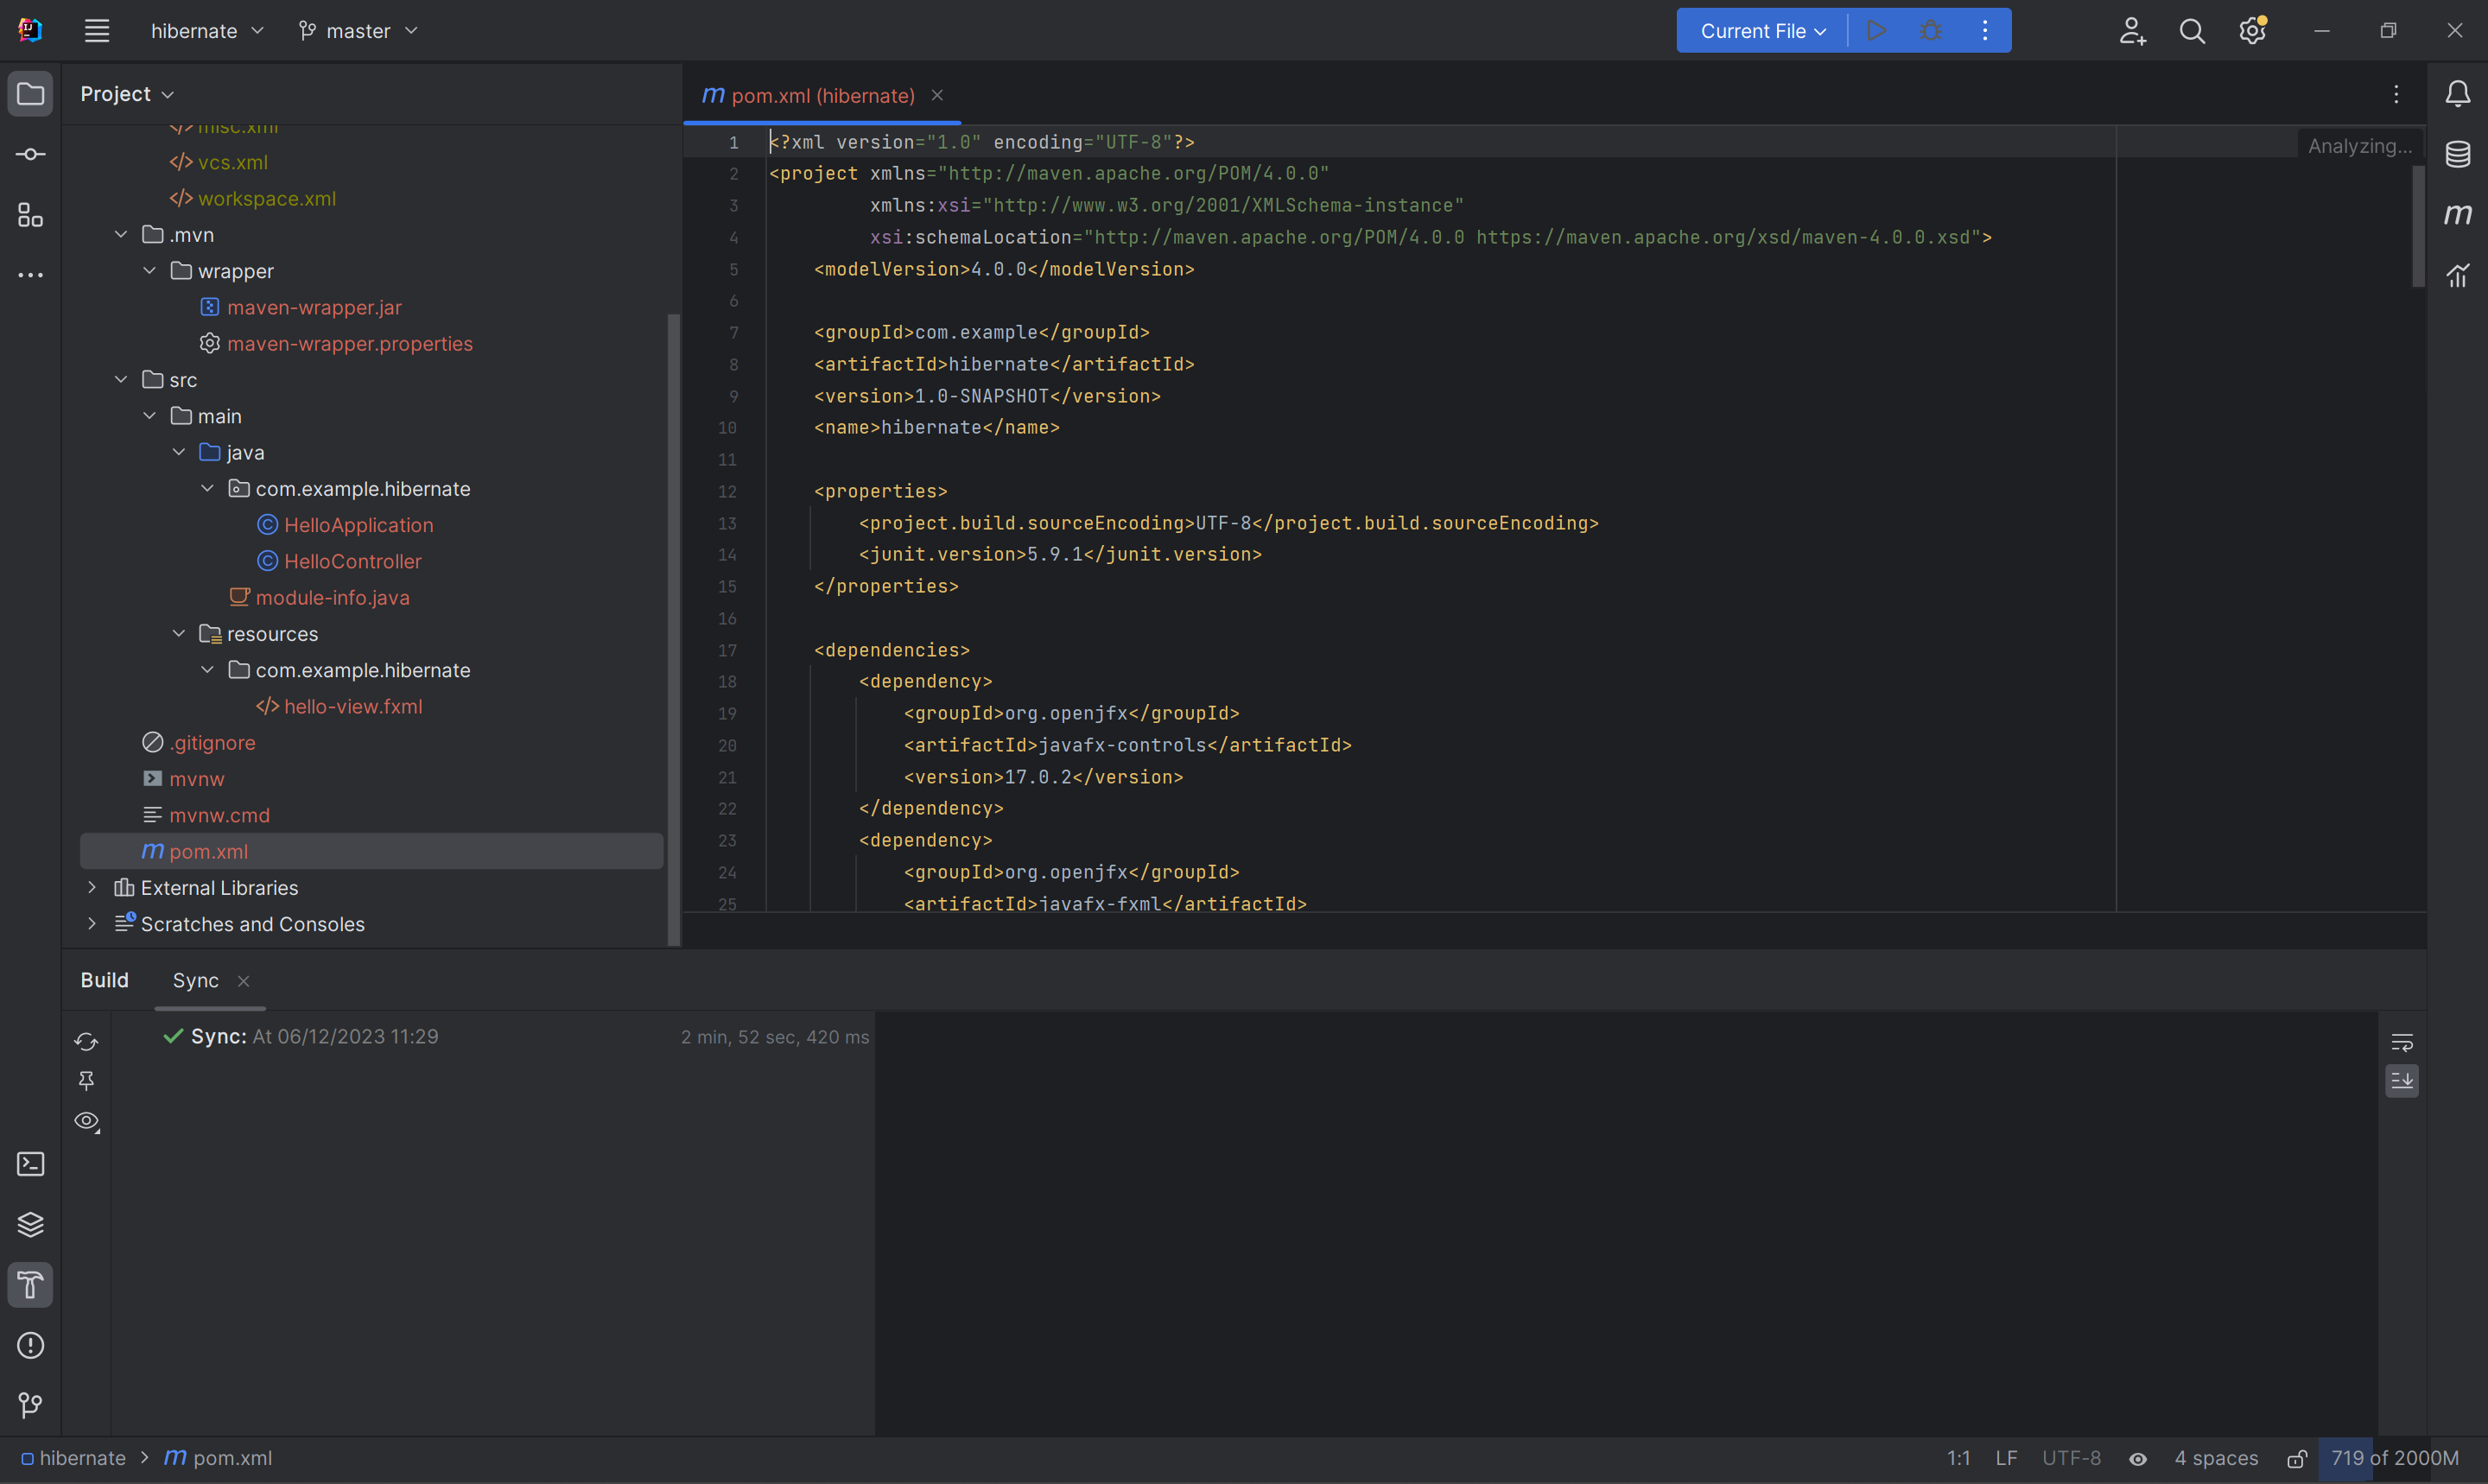 hibernate
master
Current File
Project
misc.xml
vcs.xml
workspace.xml
.mvn
wrapper
maven-wrapper.jar
maven-wrapper.properties
src
main
java
com.example.hibernate
HelloApplication
HelloController
module-info.java
resources
com.example.hibernate
hello-view.fxml
.gitignore
mvnw
mvnw.cmd
pom.xml
External Libraries
Scratches and Consoles
pom.xml (hibernate)
Analyzing...
1 <?xml version="1.0" encoding="UTF-8"?>
2 <project xmlns="http://maven.apache.org/POM/4.0.0"
3 xmlns:xsi="http://www.w3.org/2001/XMLSchema-instance"
4 xsi:schemaLocation="http://maven.apache.org/POM/4.0.0 https://maven.apache.org/xsd/maven-4.0.0.xsd">
5 <modelVersion>4.0.0</modelVersion>
6
7 <groupId>com.example</groupId>
8 <artifactId>hibernate</artifactId>
9 <version>1.0-SNAPSHOT</version>
10 <name>hibernate</name>
11
12 <properties>
13 <project.build.sourceEncoding>UTF-8</project.build.sourceEncoding>
14 <junit.version>5.9.1</junit.version>
15 </properties>
16
17 <dependencies>
18 <dependency>
19 <groupId>org.openjfx</groupId>
20 <artifactId>javafx-controls</artifactId>
21 <version>17.0.2</version>
22 </dependency>
23 <dependency>
24 <groupId>org.openjfx</groupId>
25 <artifactId>javafx-fxml</artifactId>
Build Sync
Sync: At 06/12/2023 11:29 2 min, 52 sec, 420 ms
hibernate > pom.xml
1:1 LF UTF-8 4 spaces 719 of 2000M